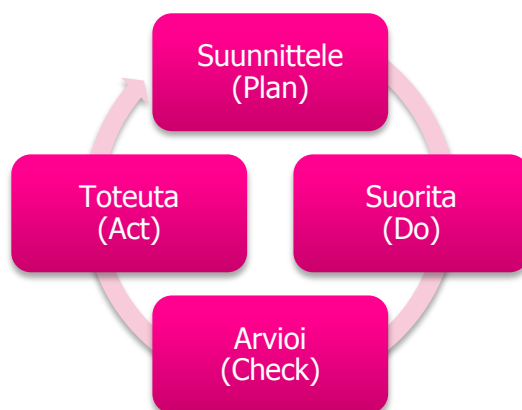 Suunnittele
(Plan)
Suorita
(Do)
Arvioi
(Check)
Toteuta
(Act)